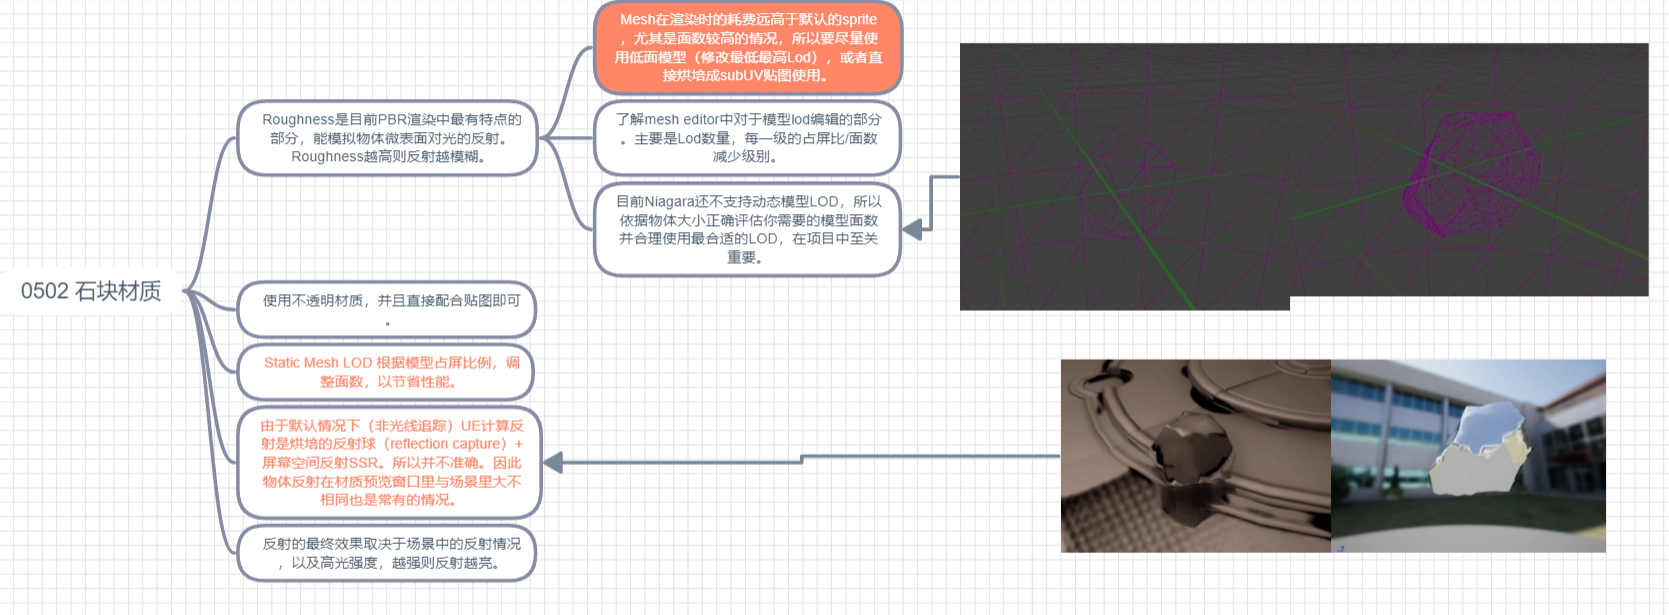 0502 石块材质
Roughness是目前PBR渲染中最有特点的
部分，能模拟物体微表面对光的反射。
Roughness越高则反射越模糊。
Mesh在渲染时的耗费远高于默认的sprite
，尤其是面数较高的情况，所以要尽量使
用低面模型（修改最低最高Lod），或者直
接烘培成subUV贴图使用。
了解mesh editor中对于模型lod编辑的部分
。主要是Lod数量，每一级的占屏比/面数
减少级别。
目前Niagara还不支持动态模型LOD，所以
依据物体大小正确评估你需要的模型面数
并合理使用最合适的LOD，在项目中至关
重要。
使用不透明材质，并且直接配合贴图即可
。
Static Mesh LOD 根据模型占屏比例，调
整面数，以节省性能。
由于默认情况下（非光线追踪）UE计算反
射是烘培的反射球（reflection capture）+
屏幕空间反射SSR。所以并不准确。因此
物体反射在材质预览窗口里与场景里大不
相同也是常有的情况。
反射的最终效果取决于场景中的反射情况
，以及高光强度，越强则反射越亮。